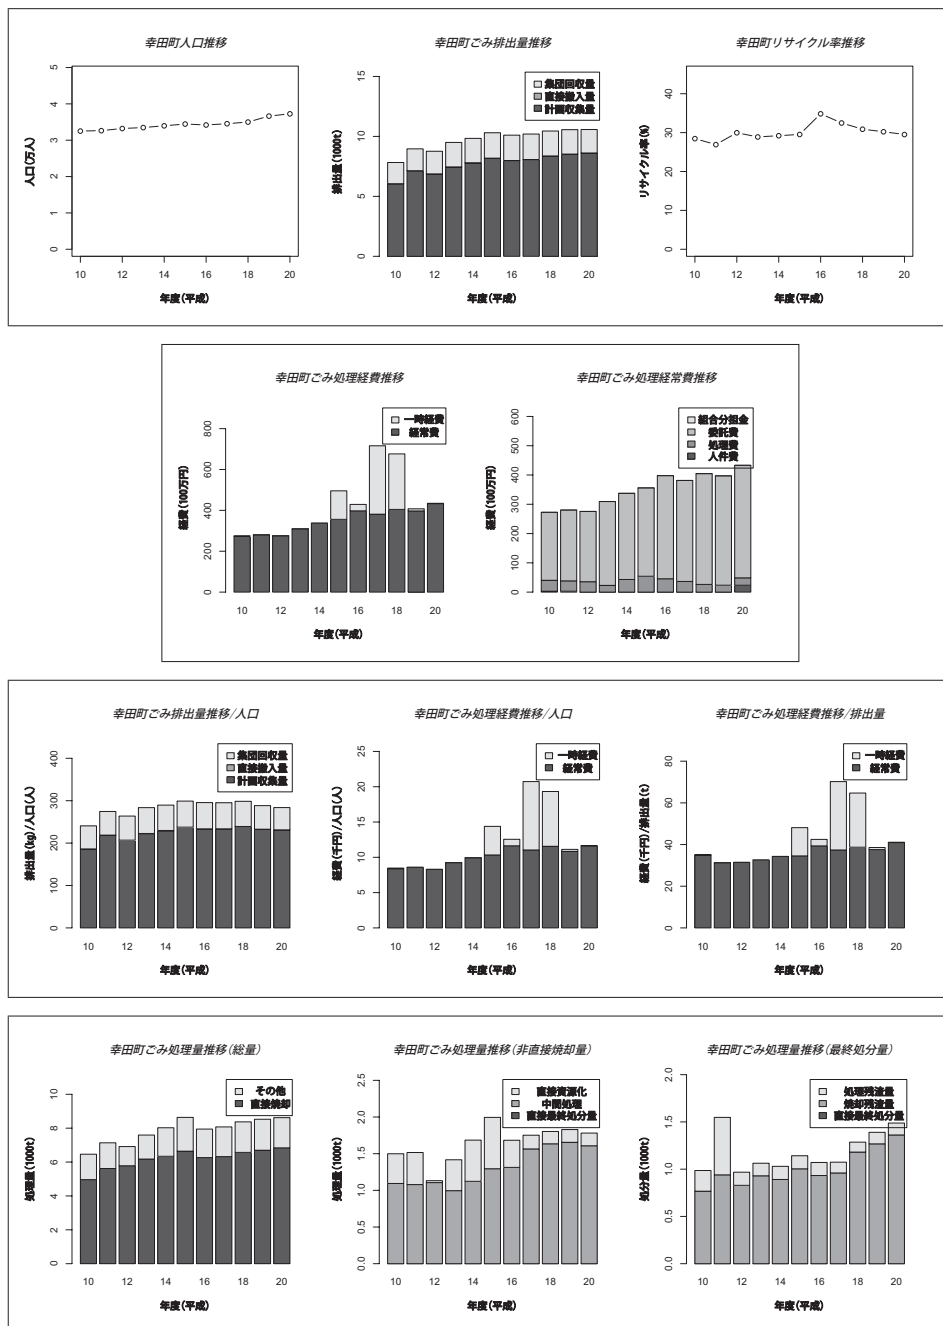 幸田町人口推移
人口(万人)
0 1 2 3 4 5
10 12 14 16 18 20
年度(平成)
幸田町ごみ排出量推移
集団回収量
直接搬入量
計画収集量
排出量(1000t)
0 5 10 15
10 12 14 16 18 20
年度(平成)
幸田町リサイクル率推移
リサイクル率(%)
0 10 20 30 40
10 12 14 16 18 20
年度(平成)
幸田町ごみ処理経費推移
一時経費
経常費
経費(100万円)
0 200 400 600 800
10 12 14 16 18 20
年度(平成)
幸田町ごみ処理経常費推移
組合分担金
委託費
処理費
人件費
経費(100万円)
0 100 200 300 400 500 600
10 12 14 16 18 20
年度(平成)
幸田町ごみ排出量推移/人口
集団回収量
直接搬入量
計画収集量
排出量(kg)/人口(人)
0 100 200 300 400
10 12 14 16 18 20
年度(平成)
幸田町ごみ処理経費推移/人口
一時経費
経常費
経費(千円)/人口(人)
0 5 10 15 20 25
10 12 14 16 18 20
年度(平成)
幸田町ごみ処理経費推移/排出量
一時経費
経常費
経費(千円)/排出量(t)
0 20 40 60 80
10 12 14 16 18 20
年度(平成)
幸田町ごみ処理量推移(総量)
その他
直接焼却
処理量(1000t)
0 2 4 6 8 10
10 12 14 16 18 20
年度(平成)
幸田町ごみ処理量推移(非直接焼却量)
直接資源化
中間処理
直接最終処分量
処理量(1000t)
0.0 0.5 1.0 1.5 2.0 2.5
10 12 14 16 18 20
年度(平成)
幸田町ごみ処理量推移(最終処分量)
処理残渣量
焼却残渣量
直接最終処分量
処分量(1000t)
0.0 0.5 1.0 1.5 2.0
10 12 14 16 18 20
年度(平成)